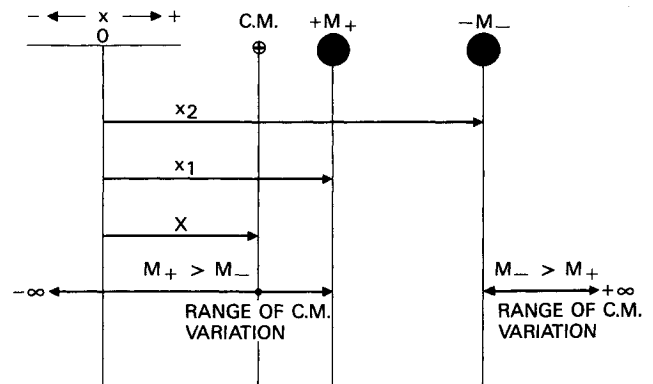 − x +
0
C.M.
+M₊
−M₋
x₂
x₁
X
M₊ > M₋
M₋ > M₊
−∞
+∞
RANGE OF C.M.
VARIATION
RANGE OF C.M.
VARIATION